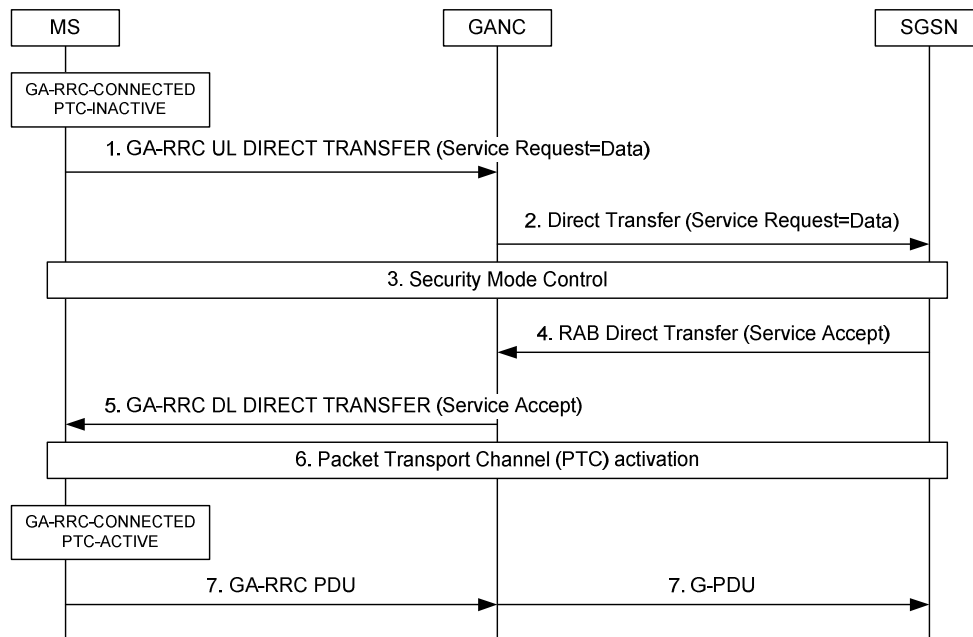 MS
GANC
SGSN
GA-RRC-CONNECTED
PTC-INACTIVE
1. GA-RRC UL DIRECT TRANSFER (Service Request=Data)
2. Direct Transfer (Service Request=Data)
3. Security Mode Control
4. RAB Direct Transfer (Service Accept)
5. GA-RRC DL DIRECT TRANSFER (Service Accept)
6. Packet Transport Channel (PTC) activation
GA-RRC-CONNECTED
PTC-ACTIVE
7. GA-RRC PDU
7. G-PDU